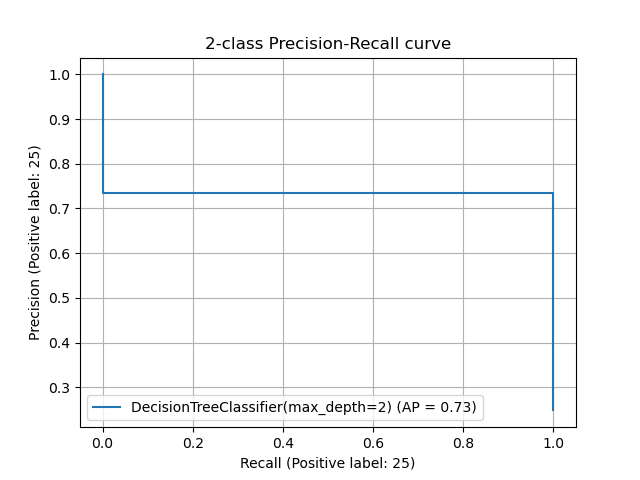 2-class Precision-Recall curve
1.0
0.9
0.8
0.7
0.6
0.5
0.4
0.3
Precision (Positive label: 25)
DecisionTreeClassifier(max_depth=2) (AP = 0.73)
0.0 0.2 0.4 0.6 0.8 1.0
Recall (Positive label: 25)